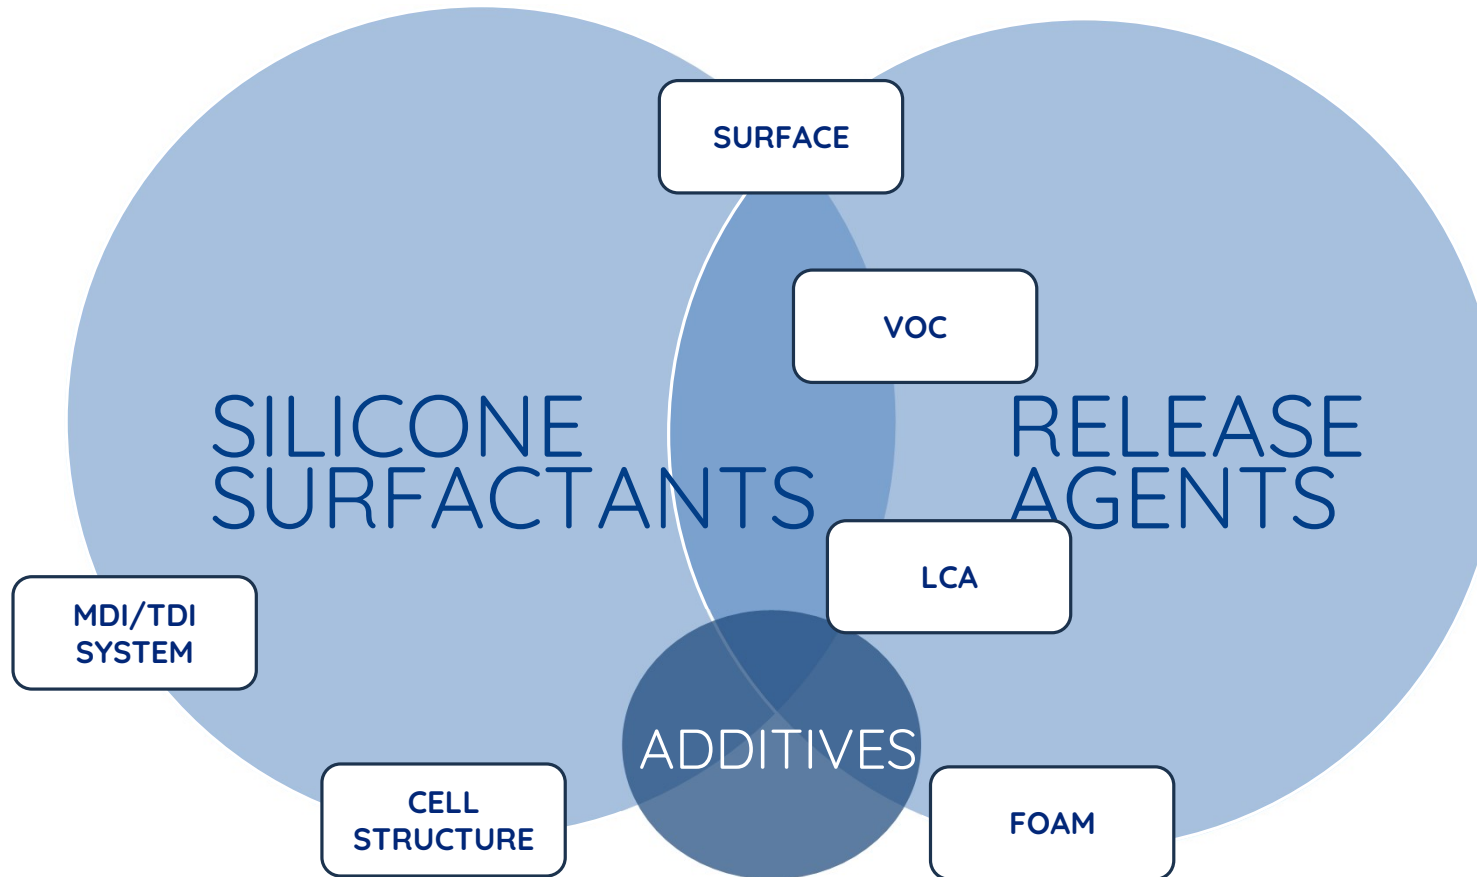 SURFACE
VOC
SILICONE
SURFACTANTS
RELEASE
AGENTS
LCA
MDI/TDI
SYSTEM
ADDITIVES
CELL
STRUCTURE
FOAM